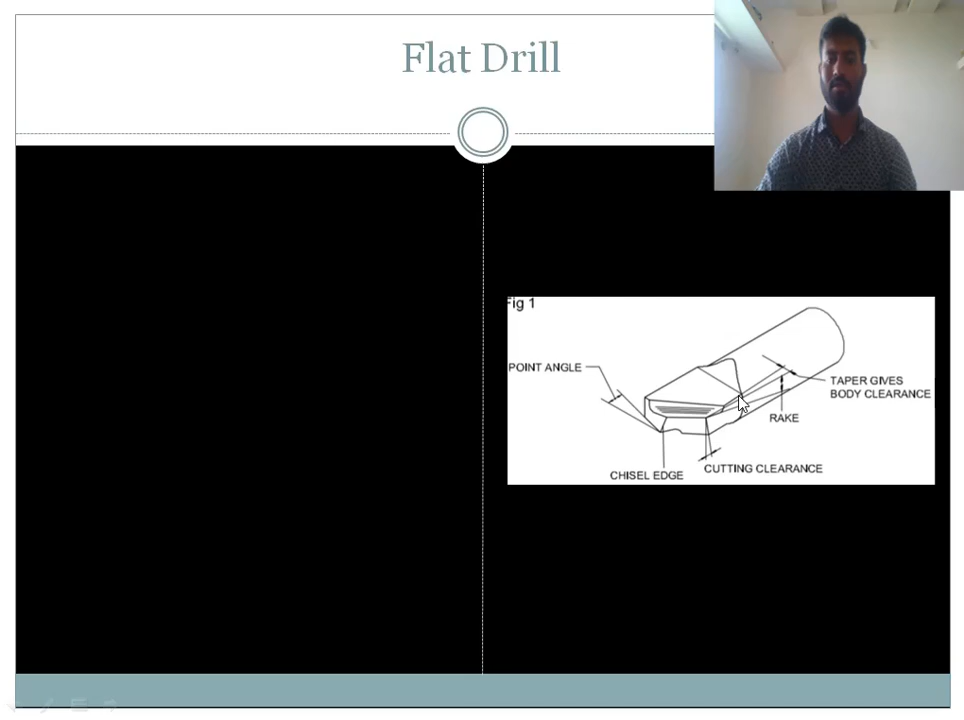 Flat Drill
Fig 1
POINT ANGLE
TAPER GIVES
BODY CLEARANCE
RAKE
CUTTING CLEARANCE
CHISEL EDGE